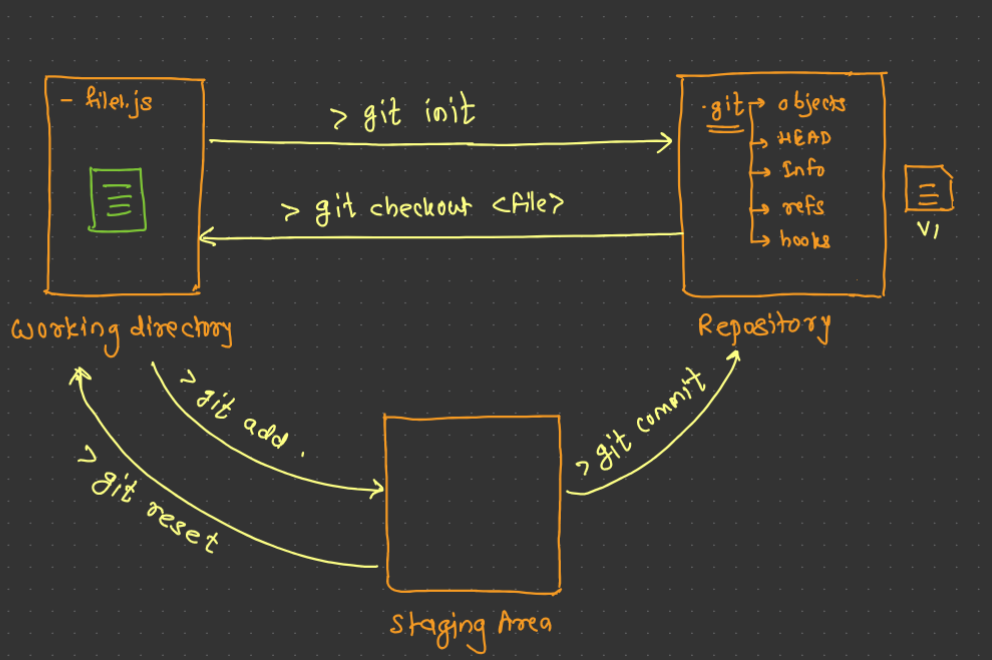 - file1.js
> git init
.git → objects
→ HEAD
→ Info
→ refs
→ hooks
> git checkout <file>
V1
Working directory
Repository
> git add .
> git reset
> git commit
Staging Area